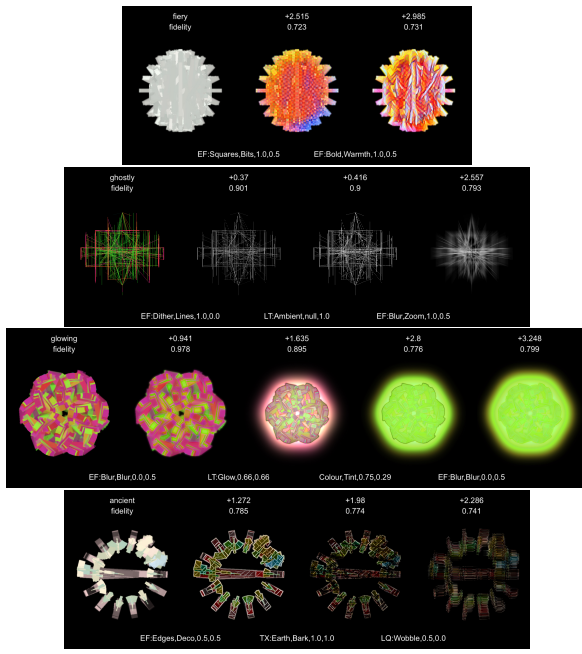 fiery +2.515 +2.985
fidelity 0.723 0.731
EF:Squares,Bits,1.0,0.5 EF:Bold,Warmth,1.0,0.5
ghostly +0.37 +0.416 +2.557
fidelity 0.901 0.9 0.793
EF:Dither,Lines,1.0,0.0 LT:Ambient,null,1.0 EF:Blur,Zoom,1.0,0.5
glowing +0.941 +1.635 +2.8 +3.248
fidelity 0.978 0.895 0.776 0.799
EF:Blur,Blur,0.0,0.5 LT:Glow,0.66,0.66 Colour,Tint,0.75,0.29 EF:Blur,Blur,0.0,0.5
ancient +1.272 +1.98 +2.286
fidelity 0.785 0.774 0.741
EF:Edges,Deco,0.5,0.5 TX:Earth,Bark,1.0,1.0 LQ:Wobble,0.5,0.0